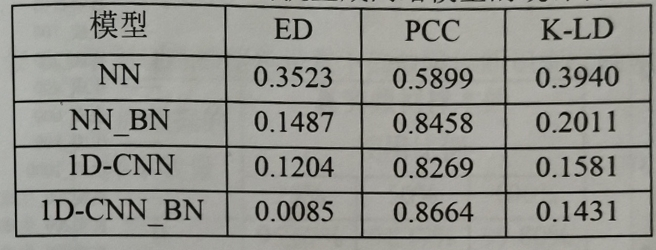 模型 ED PCC K-LD
NN 0.3523 0.5899 0.3940
NN_BN 0.1487 0.8458 0.2011
1D-CNN 0.1204 0.8269 0.1581
1D-CNN_BN 0.0085 0.8664 0.1431